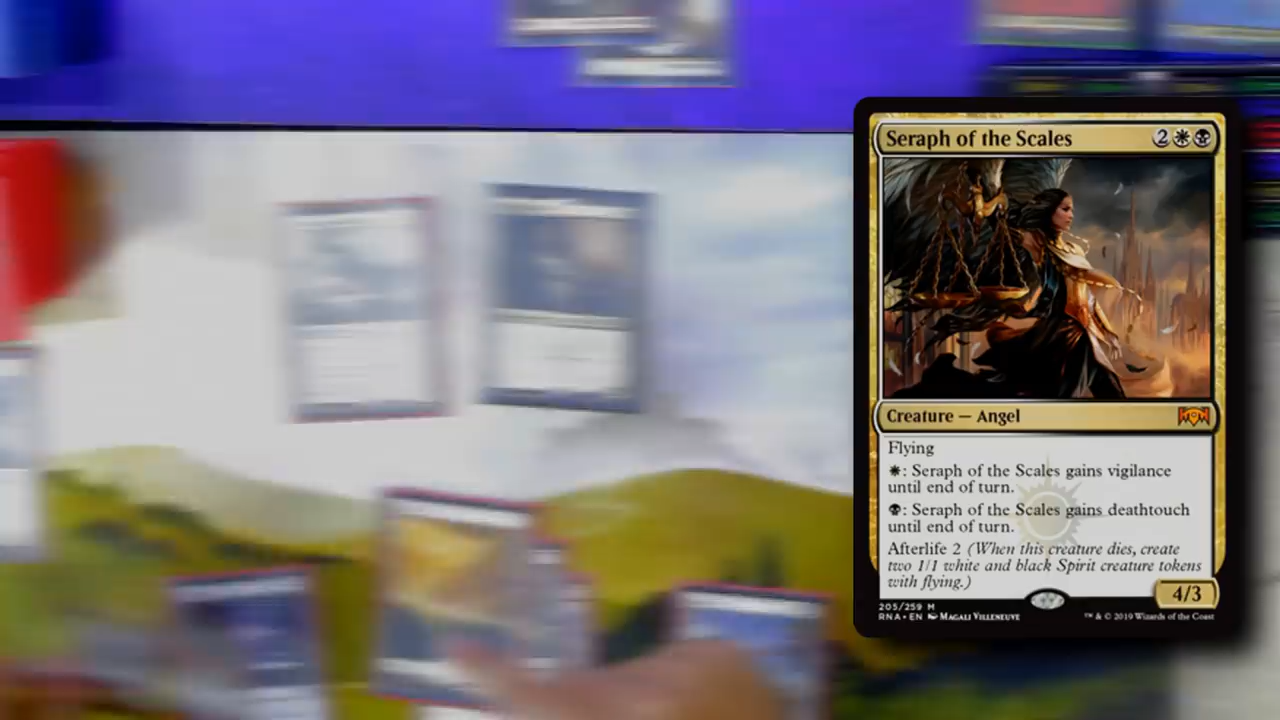 Seraph of the Scales 2
Creature — Angel
Flying
: Seraph of the Scales gains vigilance
until end of turn.
: Seraph of the Scales gains deathtouch
until end of turn.
Afterlife 2 (When this creature dies, create
two 1/1 white and black Spirit creature tokens
with flying.)
4/3
205/259 M
RNA • EN MAGALI VILLENEUVE ™ & © 2019 Wizards of the Coast